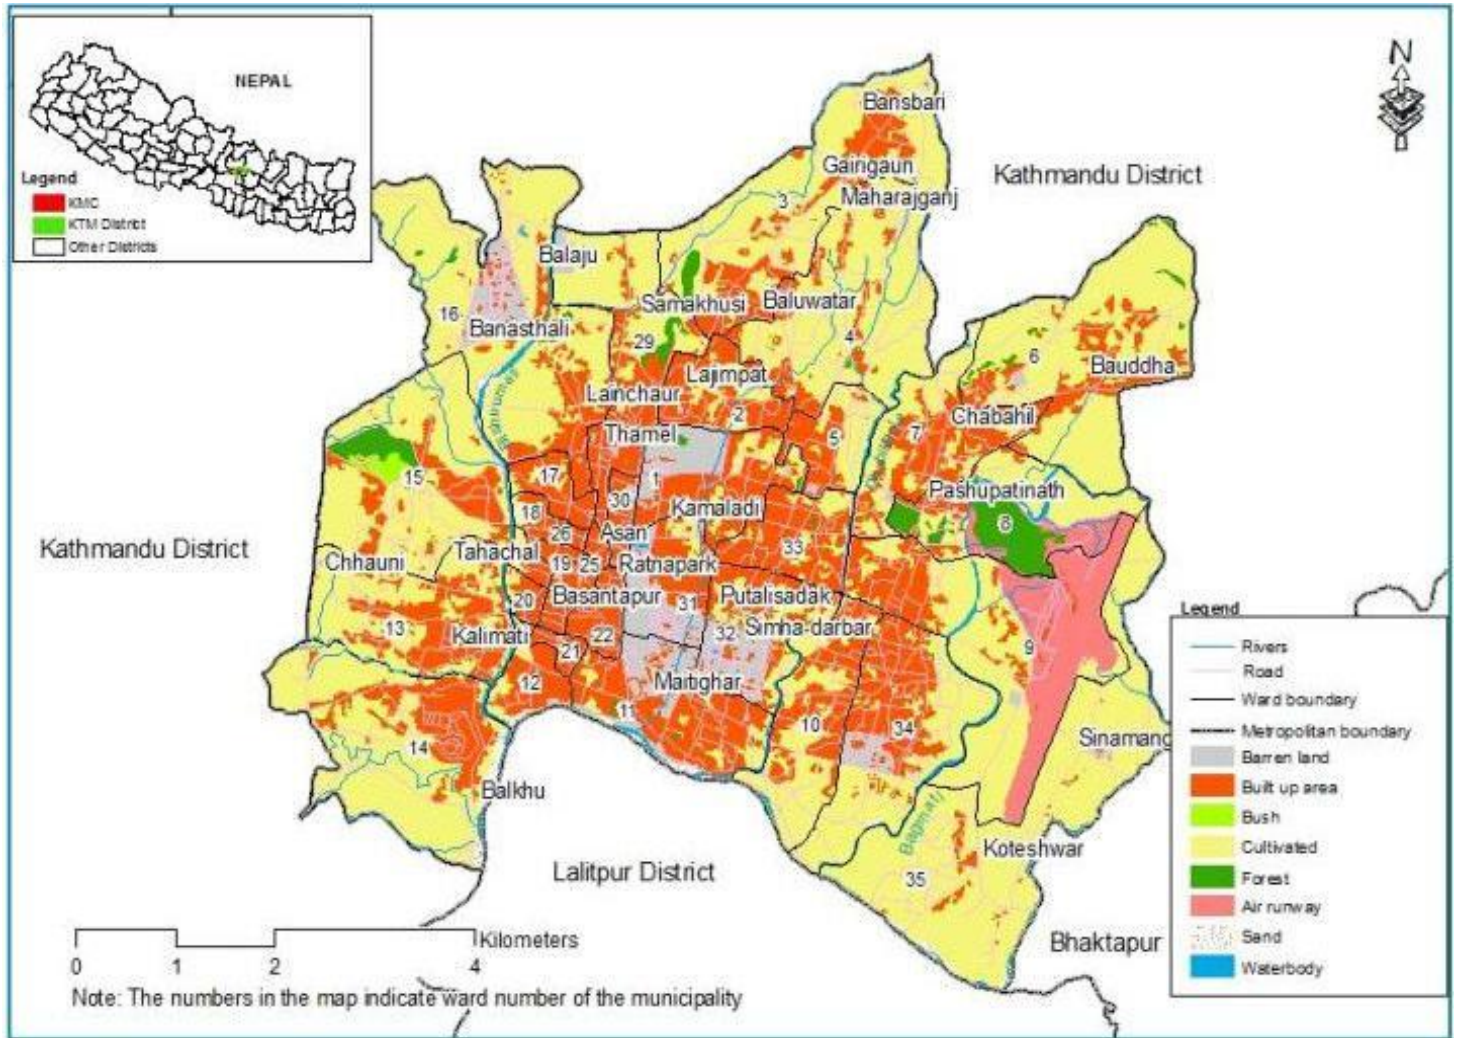 NEPAL
Legend
KMC
KTM District
Other Districts
N
Kathmandu District
Bansbari
Gairigaun
3
Maharajganj
Balaju
16
Samakhusi
Baluwatar
Banasthali
29
4
6
Bauddha
Lajimpat
Lainchaur
2
Chabahil
Thamel
5
7
15
17
1
Pashupatinath
30
18
Kamaladi
8
Asan
26
33
Kathmandu District
Tahachal
Chhauni
19
25
Ratnapark
20
Basantapur
31
Putalisadak
13
Kalimati
22
32
Simha-darbar
21
9
12
Maitighar
11
10
34
14
Sinamang
Balkhu
Bagmati
Koteshwar
35
Lalitpur District
Bhaktapur
Legend
Rivers
Road
Ward boundary
Metropolitan boundary
Barren land
Built up area
Bush
Cultivated
Forest
Air runway
Sand
Waterbody
Kilometers
0 1 2 4
Note: The numbers in the map indicate ward number of the municipality